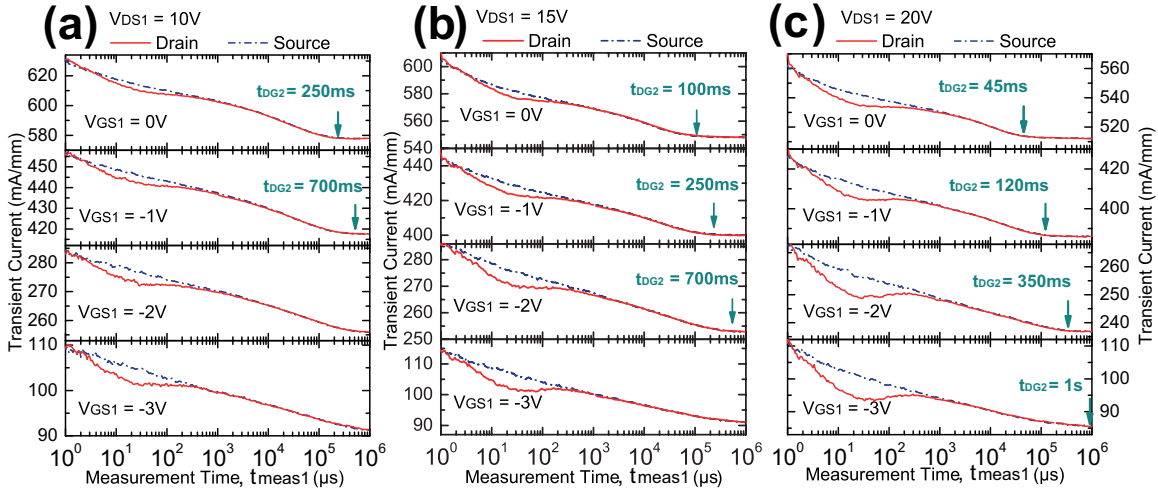 (a)
VDS1 = 10V
Drain
Source
Transient Current (mA/mm)
620
600
580
tDG2 = 250ms
VGS1 = 0V
450
440
430
420
tDG2 = 700ms
VGS1 = -1V
280
270
260
VGS1 = -2V
110
100
90
VGS1 = -3V
10^0 10^1 10^2 10^3 10^4 10^5 10^6
Measurement Time, tmeas1 (μs)
(b)
VDS1 = 15V
Drain
Source
Transient Current (mA/mm)
600
580
560
540
tDG2 = 100ms
VGS1 = 0V
440
420
400
tDG2 = 250ms
VGS1 = -1V
280
270
260
250
tDG2 = 700ms
VGS1 = -2V
110
100
90
VGS1 = -3V
10^0 10^1 10^2 10^3 10^4 10^5 10^6
Measurement Time, tmeas1 (μs)
(c)
VDS1 = 20V
Drain
Source
560
540
520
tDG2 = 45ms
VGS1 = 0V
420
400
tDG2 = 120ms
VGS1 = -1V
260
250
240
tDG2 = 350ms
VGS1 = -2V
110
100
90
tDG2 = 1s
VGS1 = -3V
Transient Current (mA/mm)
10^0 10^1 10^2 10^3 10^4 10^5 10^6
Measurement Time, tmeas1 (μs)